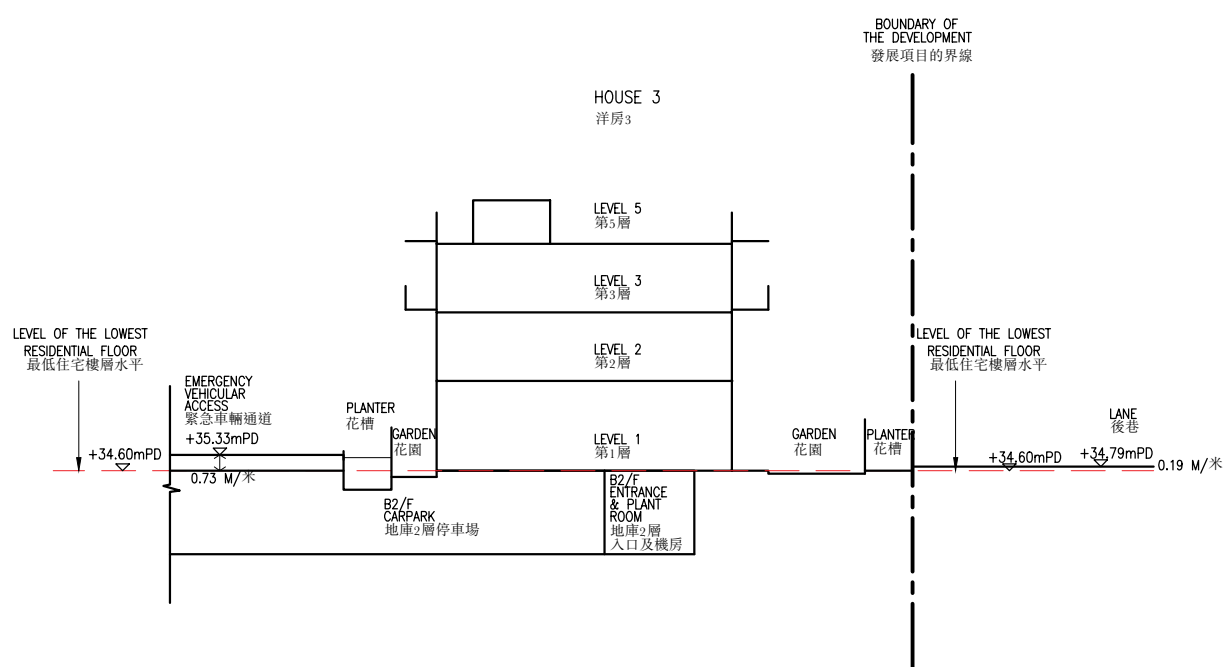 BOUNDARY OF
THE DEVELOPMENT
發展項目的界線
HOUSE 3
洋房3
LEVEL 5
第5層
LEVEL 3
第3層
LEVEL OF THE LOWEST
RESIDENTIAL FLOOR
最低住宅樓層水平
LEVEL 2
第2層
LEVEL OF THE LOWEST
RESIDENTIAL FLOOR
最低住宅樓層水平
EMERGENCY
VEHICULAR
ACCESS
緊急車輛通道
PLANTER
花槽
GARDEN
花園
LEVEL 1
第1層
GARDEN
花園
PLANTER
花槽
LANE
後巷
+35.33mPD
+34.60mPD
0.73 M/米
+34.60mPD
+34.79mPD
0.19 M/米
B2/F
CARPARK
地庫2層停車場
B2/F
ENTRANCE
& PLANT
ROOM
地庫2層
入口及機房